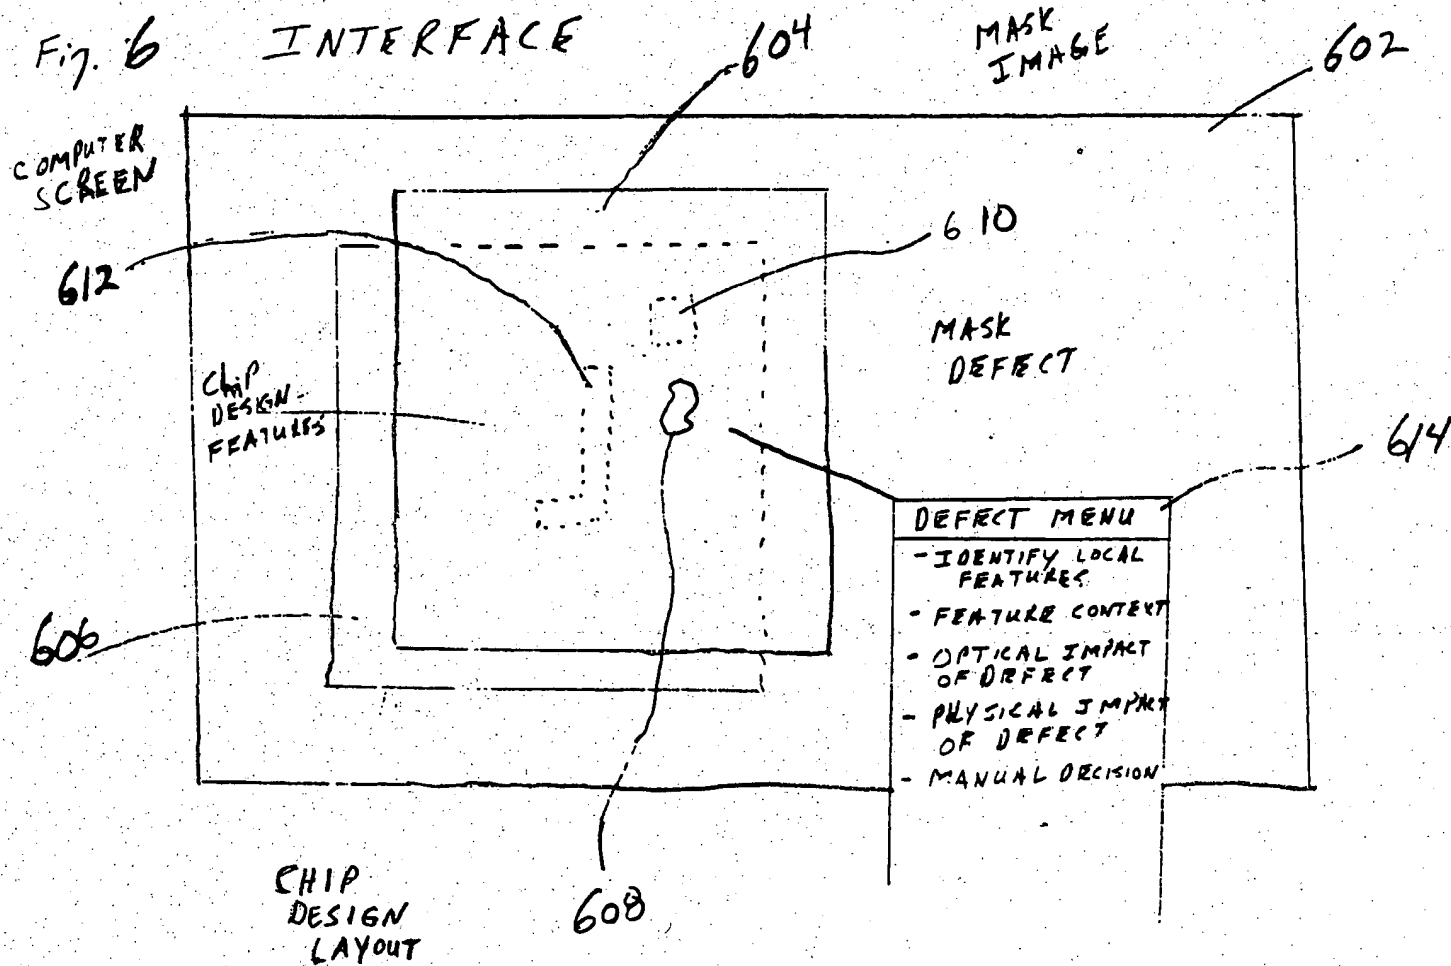 Fig. 6 INTERFACE
604
MASK
IMAGE
602
COMPUTER
SCREEN
610
612
MASK
DEFECT
ChiP
DESIGN
FEATURES
614
DEFECT MENU
- IDENTIFY LOCAL
FEATURES
- FEATURE CONTEXT
- OPTICAL IMPACT
OF DEFECT
- PHYSICAL IMPACT
OF DEFECT
- MANUAL DECISION
606
CHIP
DESIGN
LAYOUT
608